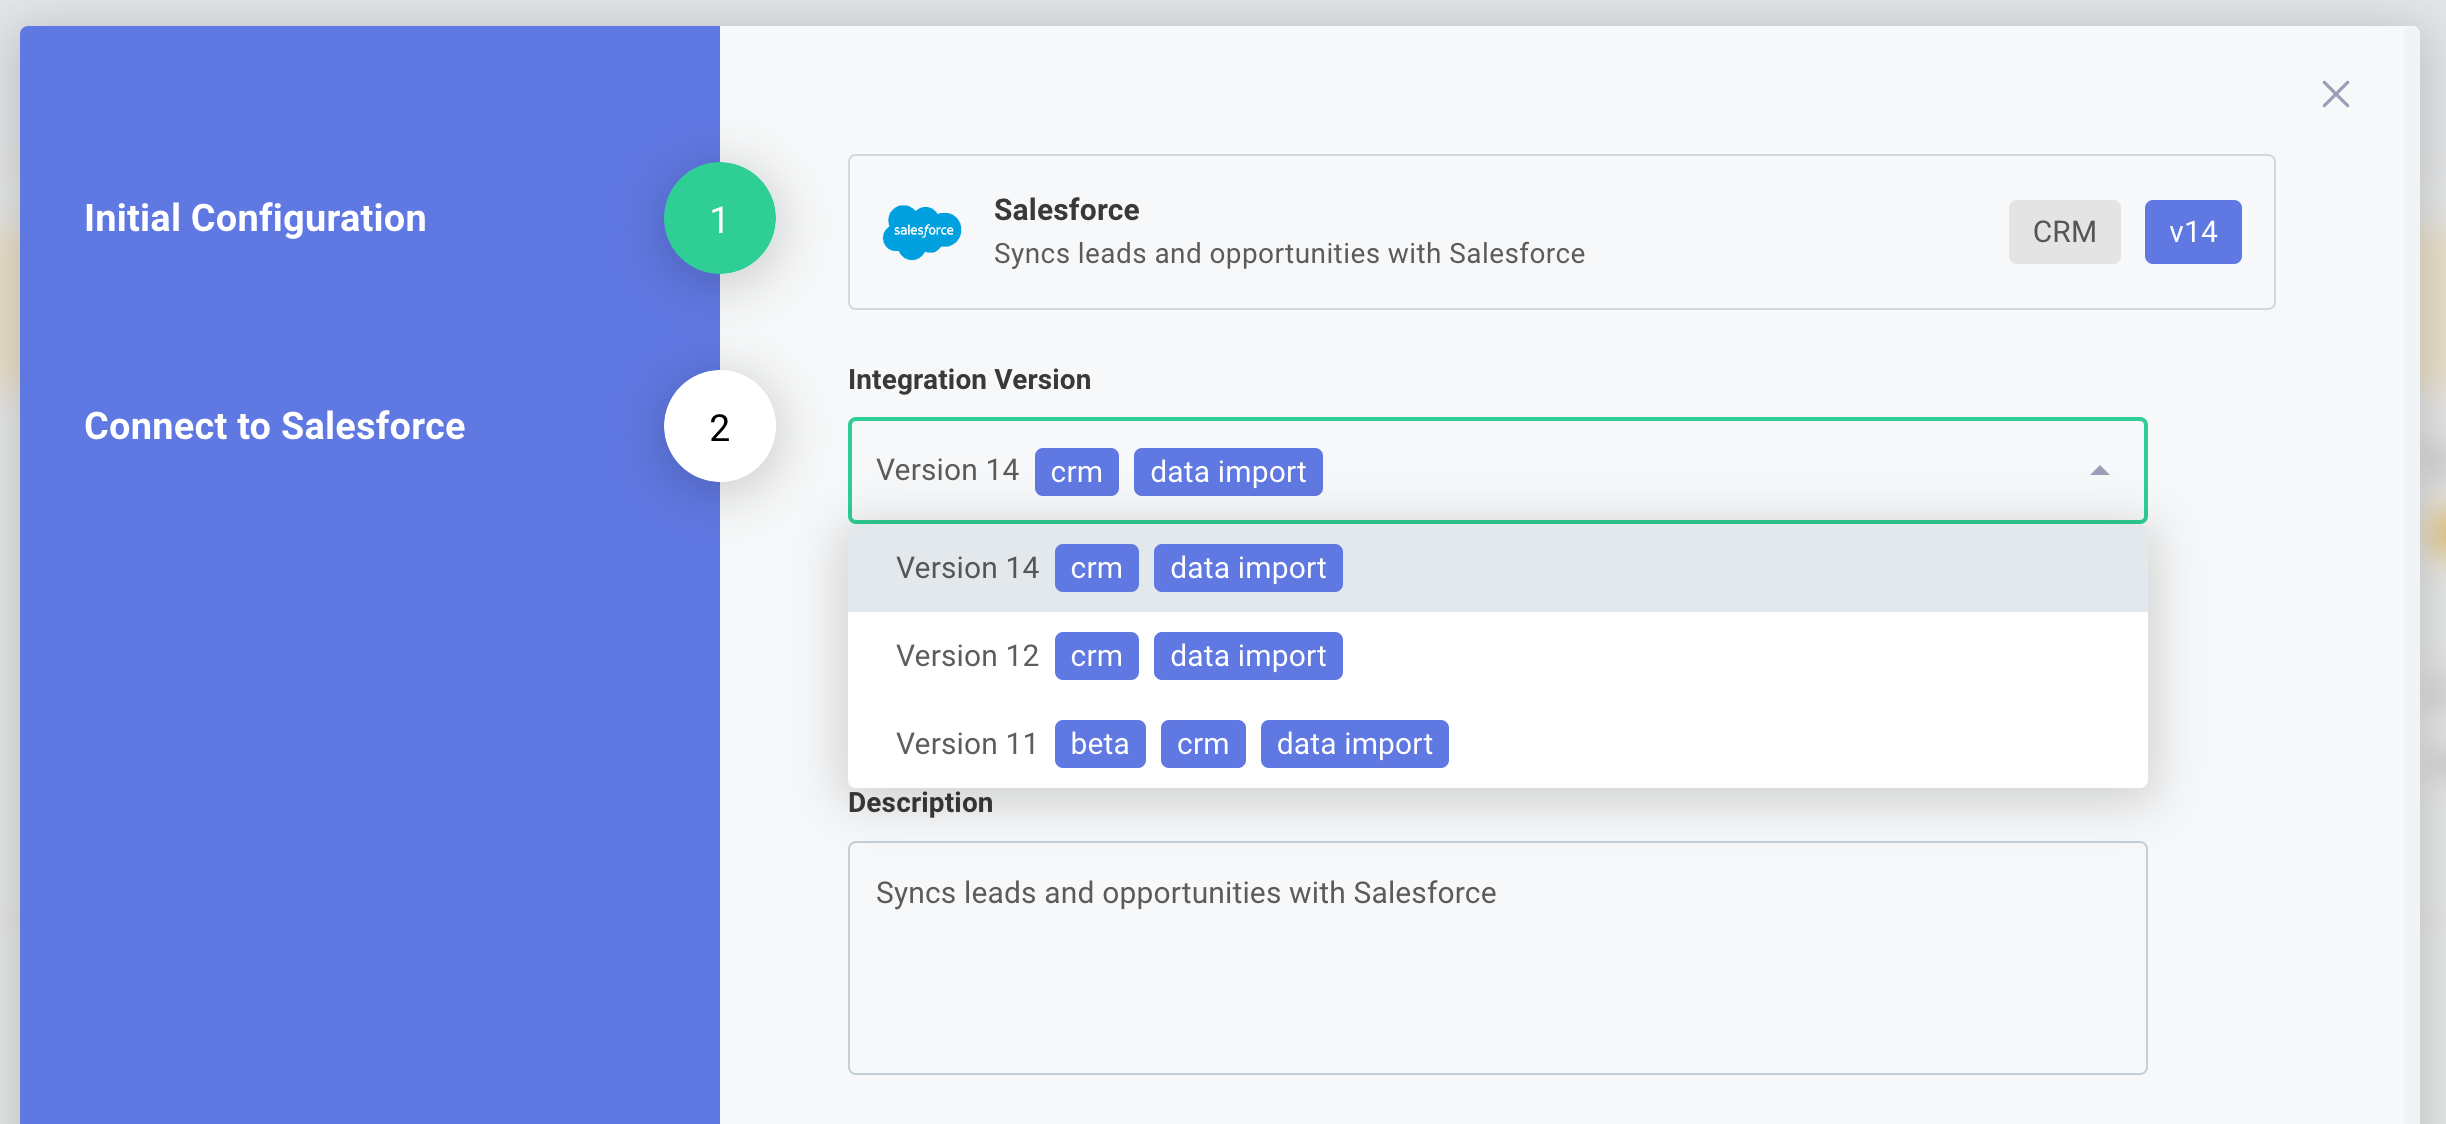 Initial Configuration
1
Connect to Salesforce
2
salesforce
Salesforce
Syncs leads and opportunities with Salesforce
CRM
v14
Integration Version
Version 14 crm data import
Version 14 crm data import
Version 12 crm data import
Version 11 beta crm data import
Description
Syncs leads and opportunities with Salesforce